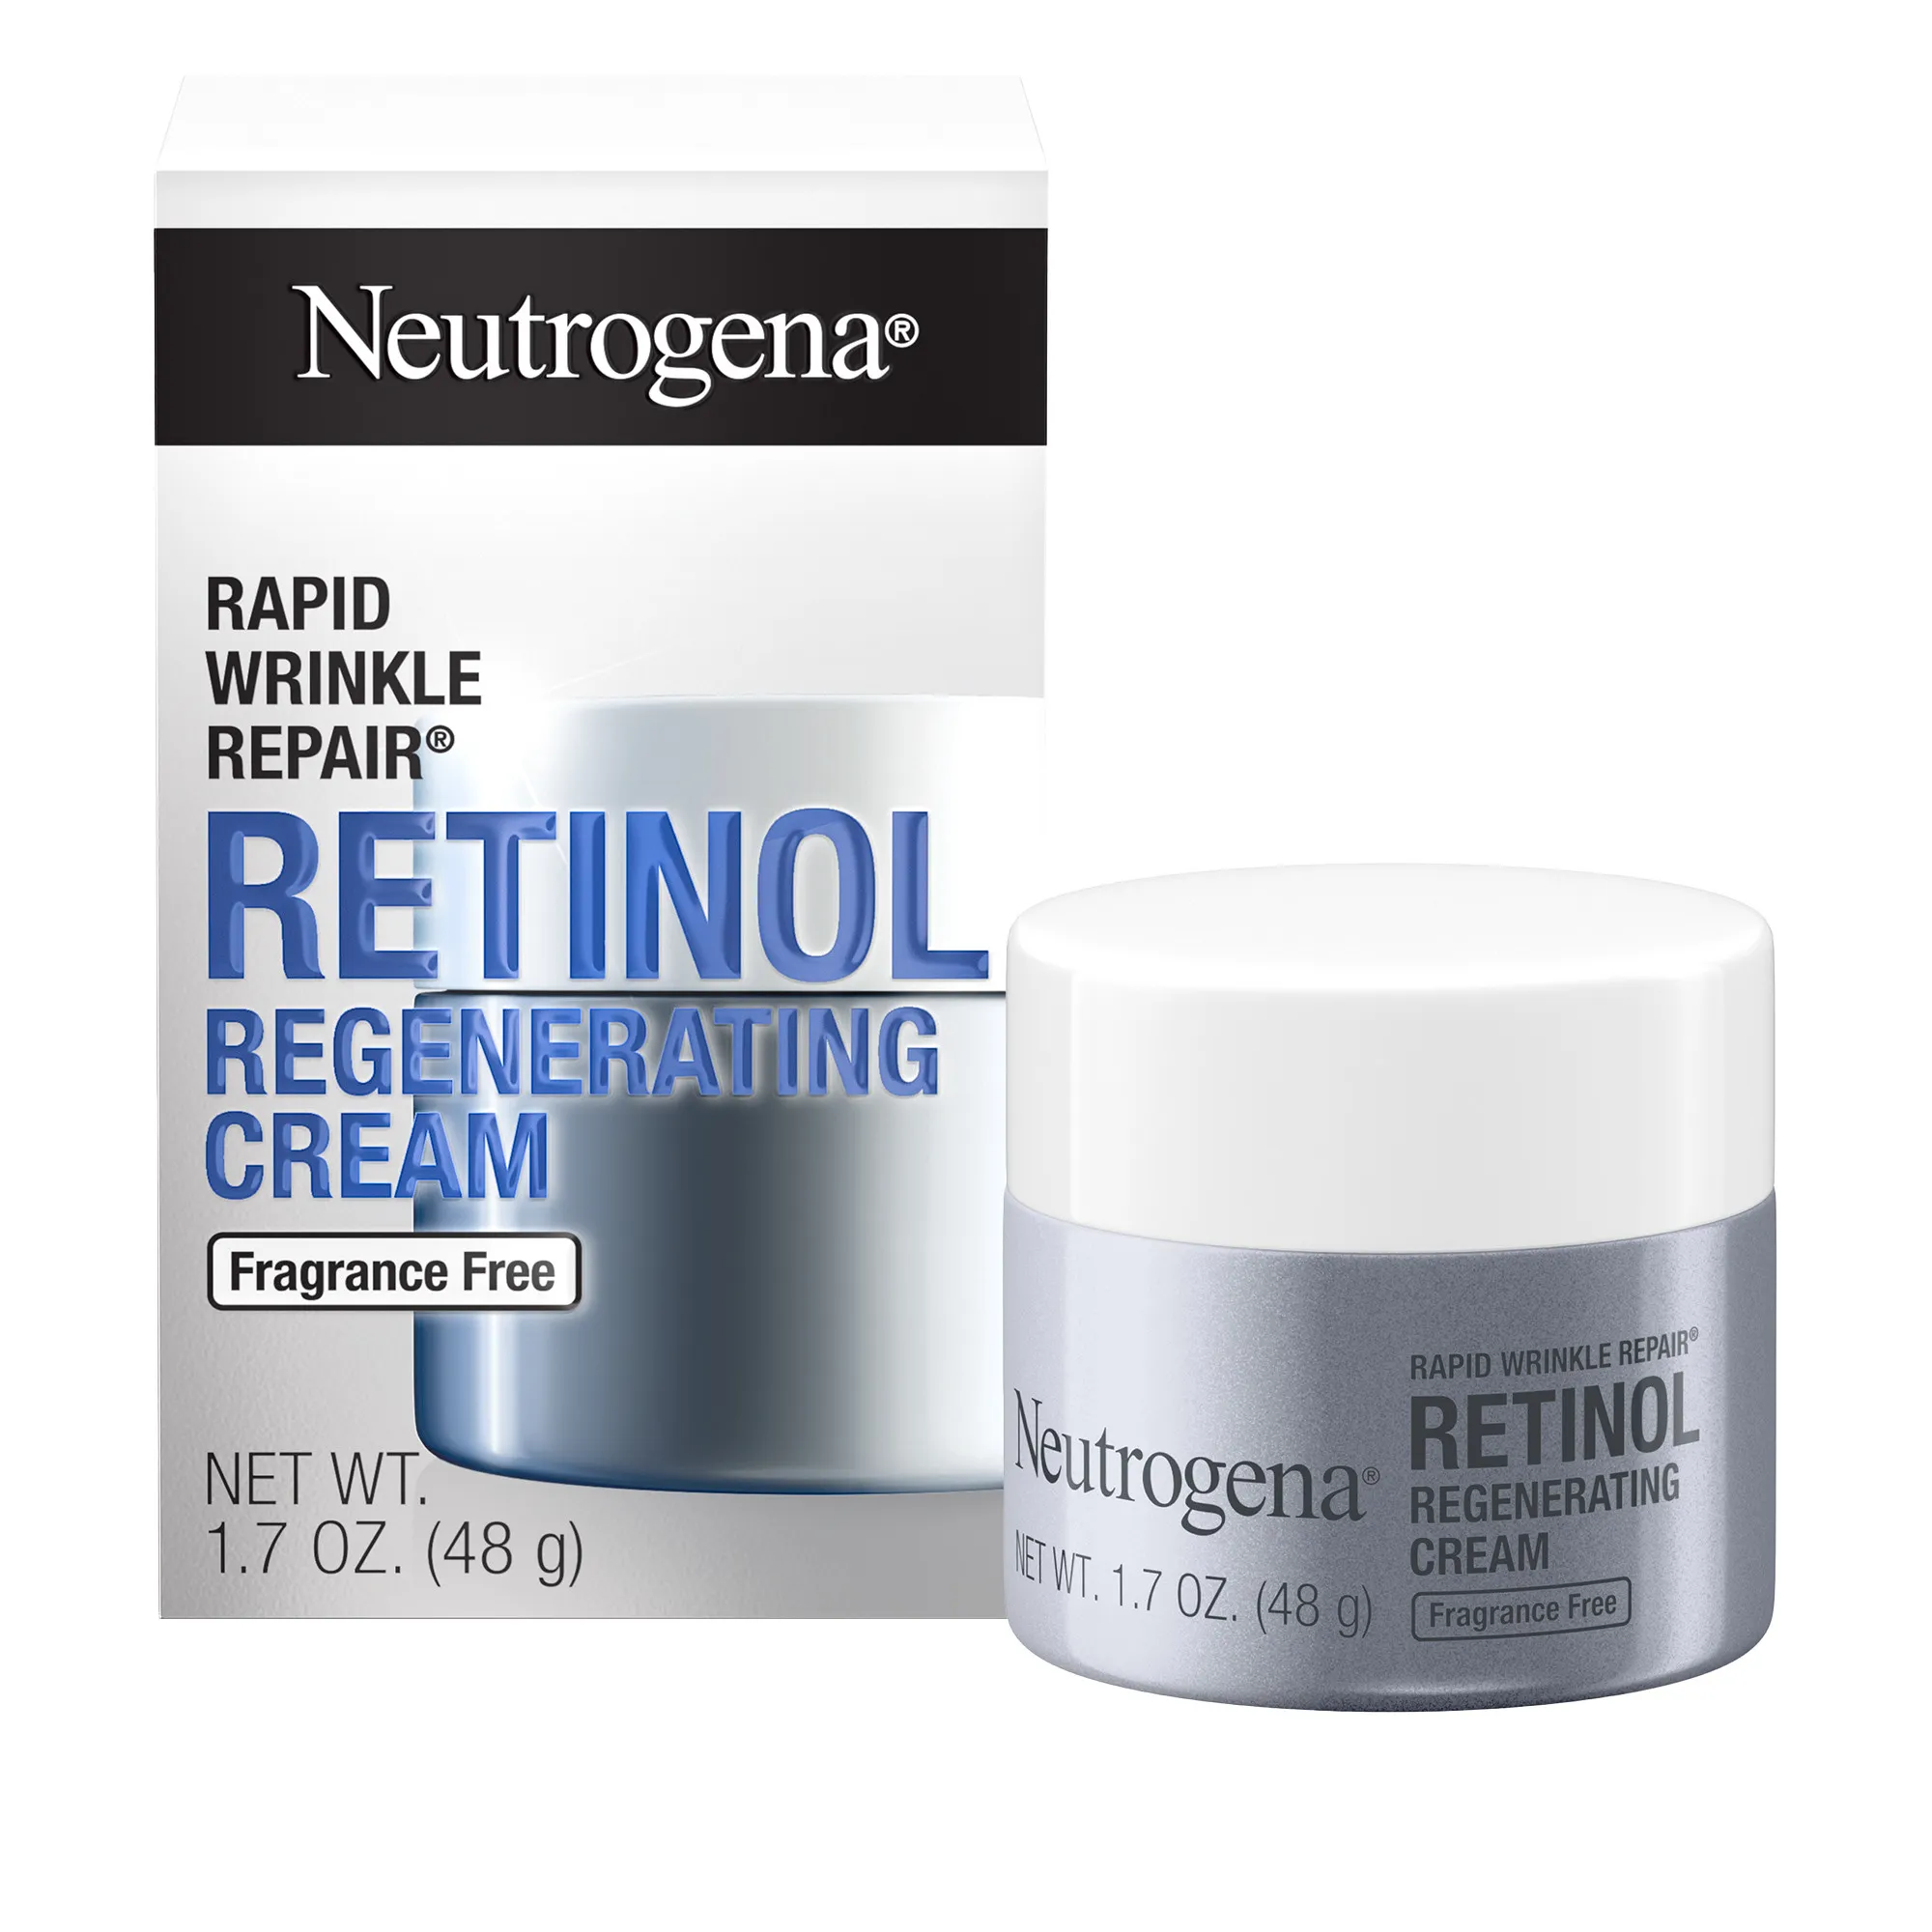 Neutrogena®
RAPID
WRINKLE
REPAIR®
RETINOL
REGENERATING
CREAM
Fragrance Free
NET WT.
1.7 OZ. (48 g)
Neutrogena®
NET WT. 1.7 OZ. (48 g)
RAPID WRINKLE REPAIR®
RETINOL
REGENERATING
CREAM
Fragrance Free